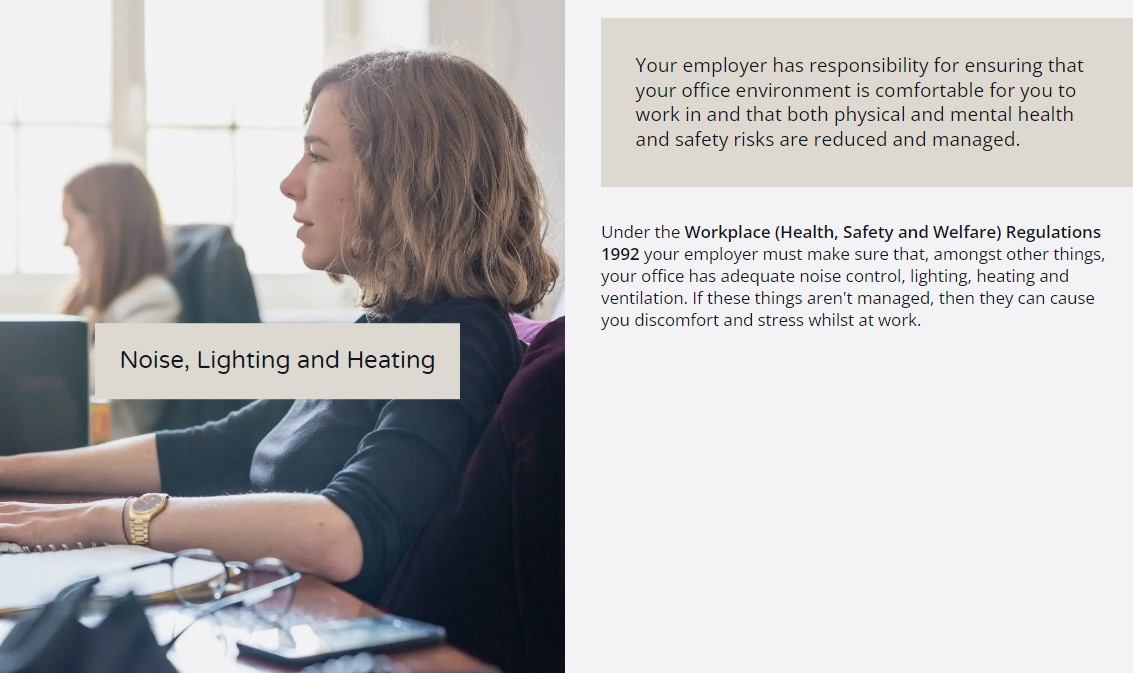 Noise, Lighting and Heating
Your employer has responsibility for ensuring that
your office environment is comfortable for you to
work in and that both physical and mental health
and safety risks are reduced and managed.
Under the Workplace (Health, Safety and Welfare) Regulations
1992 your employer must make sure that, amongst other things,
your office has adequate noise control, lighting, heating and
ventilation. If these things aren't managed, then they can cause
you discomfort and stress whilst at work.